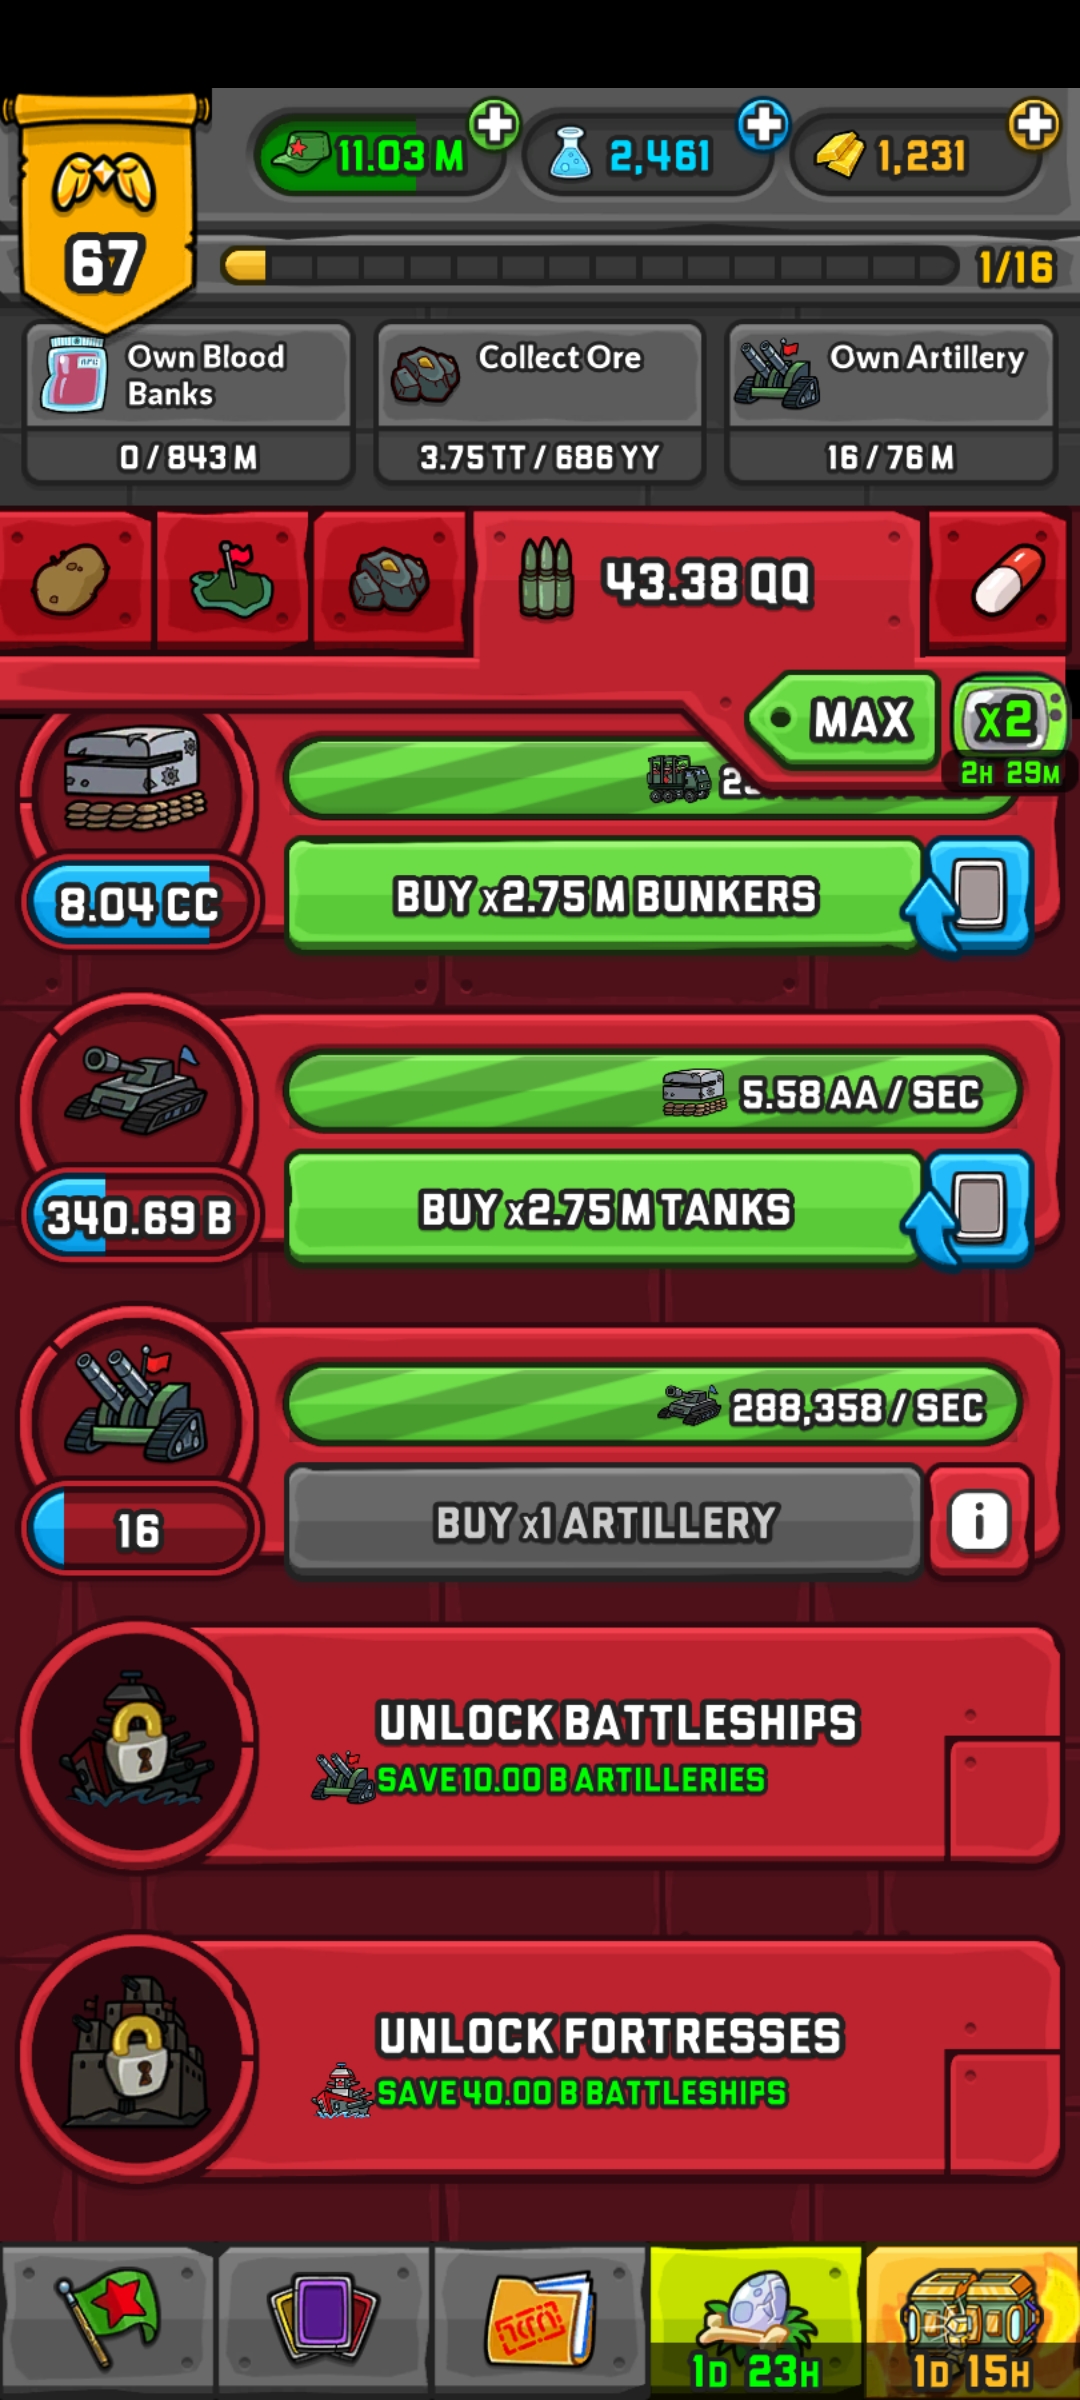 11.03 M
2,461
1,231
67
1/16
Own Blood
Banks
0 / 843 M
Collect Ore
3.75 TT / 686 YY
Own Artillery
16 / 76 M
43.38 QQ
MAX
x2
2H 29M
8.04 CC
BUY x2.75 M BUNKERS
5.58 AA / SEC
340.69 B
BUY x2.75 M TANKS
288,358 / SEC
16
BUY x1 ARTILLERY
i
UNLOCK BATTLESHIPS
SAVE 10.00 B ARTILLERIES
UNLOCK FORTRESSES
SAVE 40.00 B BATTLESHIPS
1D 23H
1D 15H